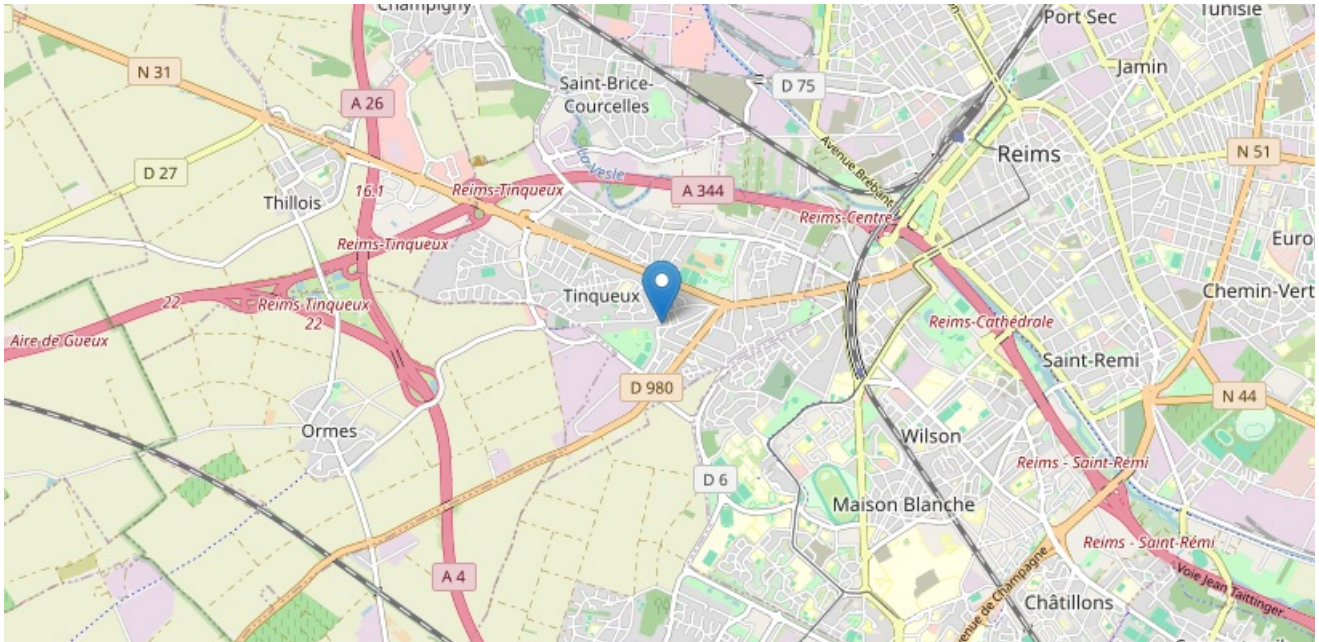 Champigny
Port Sec
Tunisie
N 31
Jamin
Saint-Brice-
Courcelles
D 75
A 26
Avenue Brébant
Reims
N 51
La Vesle
D 27
16.1
Reims-Tinqueux
A 344
Thillois
Reims-Centre
Reims-Tinqueux
Euro
Tinqueux
Chemin-Vert
22
Reims-Tinqueux
22
Reims-Cathédrale
Aire de Gueux
Saint-Remi
D 980
N 44
Ormes
Wilson
Reims - Saint-Rémi
D 6
Maison Blanche
Reims - Saint-Rémi
A 4
enue de Champagne
Voie Jean Taittinger
Châtillons